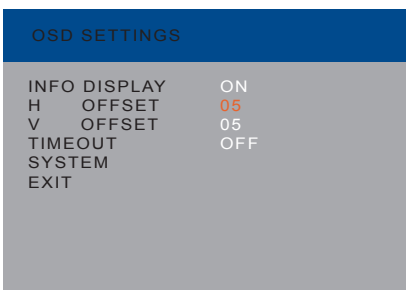 OSD SETTINGS
INFO DISPLAY ON
H OFFSET 05
V OFFSET 05
TIMEOUT OFF
SYSTEM
EXIT